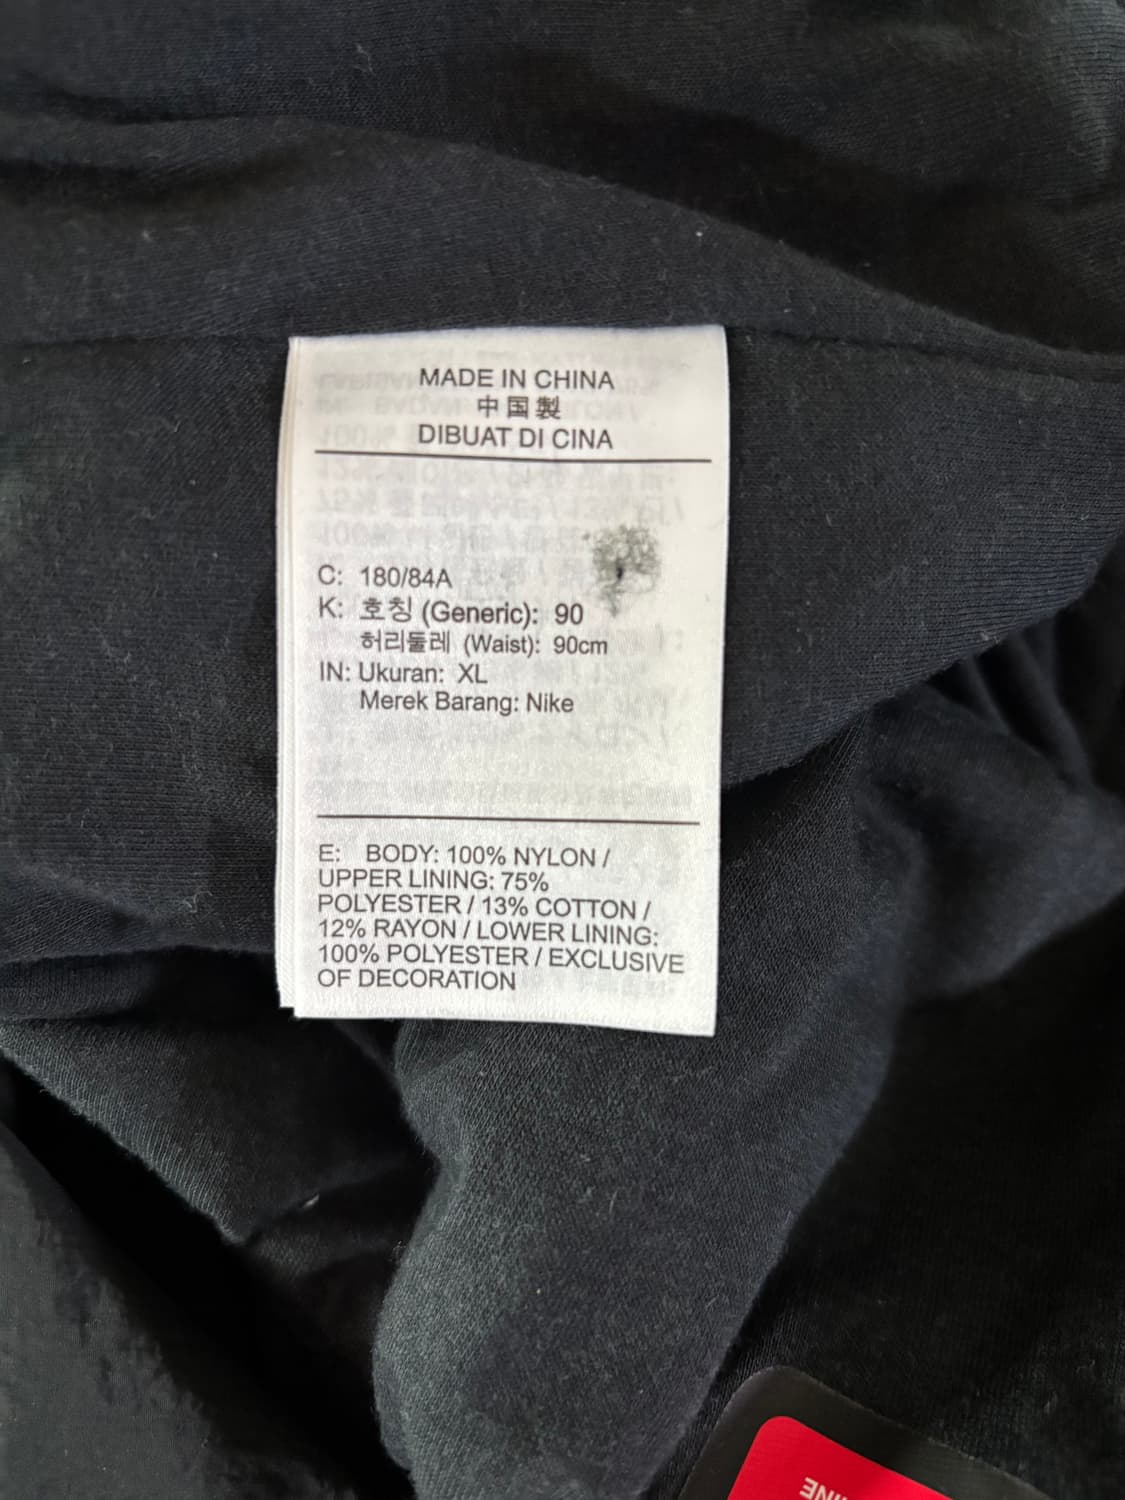 MADE IN CHINA
中国製
DIBUAT DI CINA
C: 180/84A
K: 호칭 (Generic): 90
허리둘레 (Waist): 90cm
IN: Ukuran: XL
Merek Barang: Nike
E: BODY: 100% NYLON /
UPPER LINING: 75%
POLYESTER / 13% COTTON /
12% RAYON / LOWER LINING:
100% POLYESTER / EXCLUSIVE
OF DECORATION